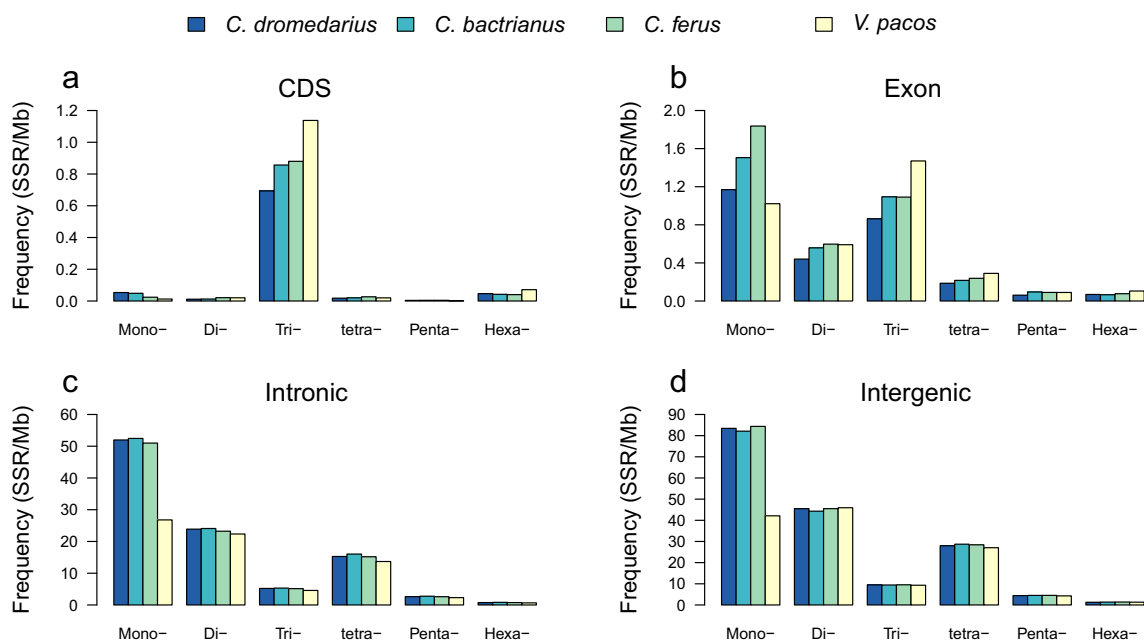 C. dromedarius C. bactrianus C. ferus V. pacos
a
CDS
Frequency (SSR/Mb)
1.2
1.0
0.8
0.6
0.4
0.2
0.0
Mono− Di− Tri− tetra− Penta− Hexa−
b
Exon
Frequency (SSR/Mb)
2.0
1.6
1.2
0.8
0.4
0.0
Mono− Di− Tri− tetra− Penta− Hexa−
c
Intronic
Frequency (SSR/Mb)
60
50
40
30
20
10
0
Mono− Di− Tri− tetra− Penta− Hexa−
d
Intergenic
Frequency (SSR/Mb)
90
80
70
60
50
40
30
20
10
0
Mono− Di− Tri− tetra− Penta− Hexa−